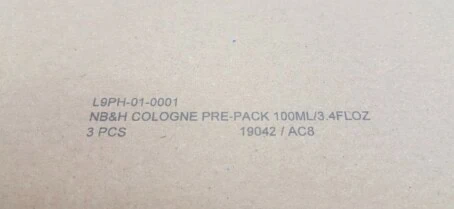 L9PH-01-0001
NB&H COLOGNE PRE-PACK 100ML/3.4FLOZ
3 PCS 19042 / AC8